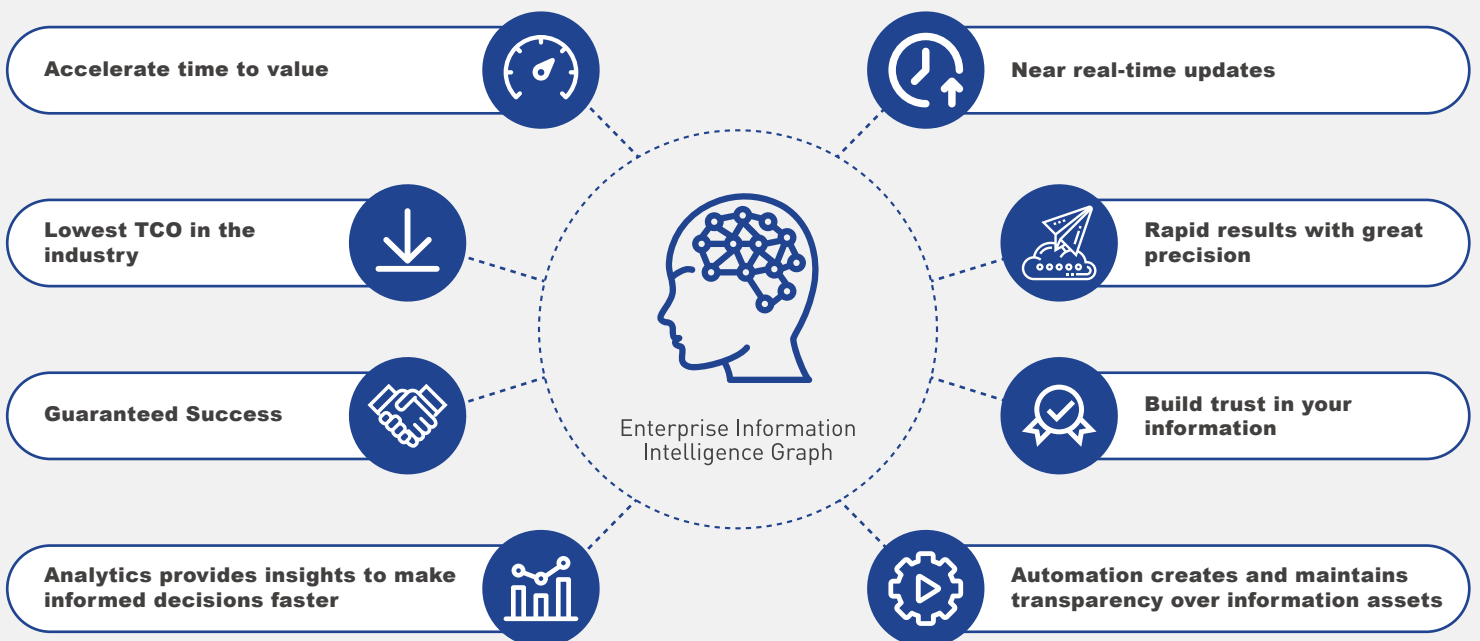 Accelerate time to value
Near real-time updates
Lowest TCO in the
industry
Rapid results with great
precision
Guaranteed Success
Enterprise Information
Intelligence Graph
Build trust in your
information
Analytics provides insights to make
informed decisions faster
Automation creates and maintains
transparency over information assets